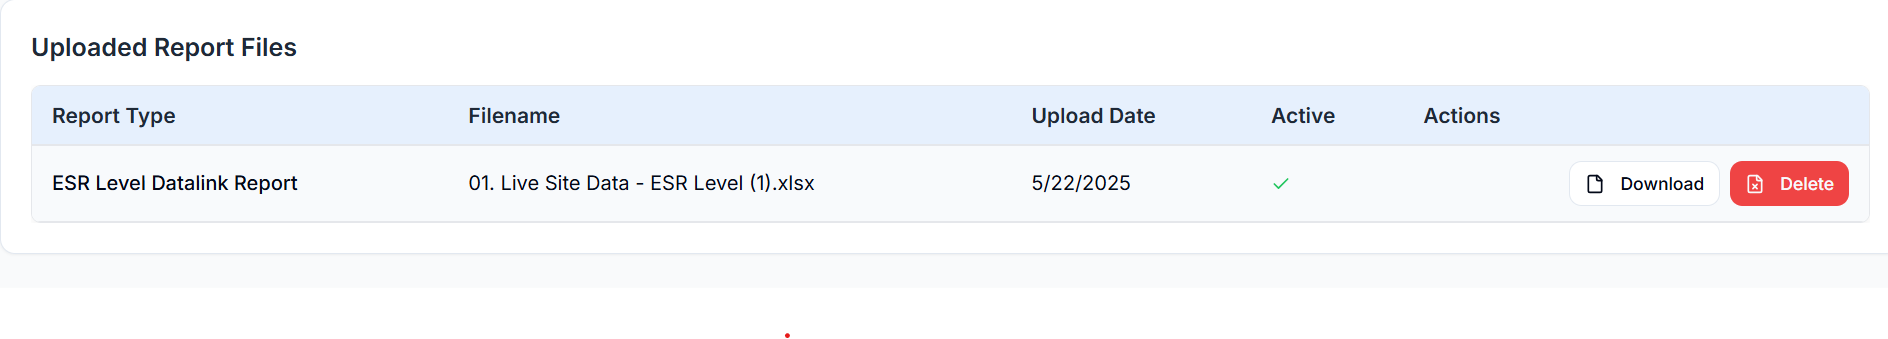 Uploaded Report Files
Report Type Filename Upload Date Active Actions
ESR Level Datalink Report 01. Live Site Data - ESR Level (1).xlsx 5/22/2025 Download Delete